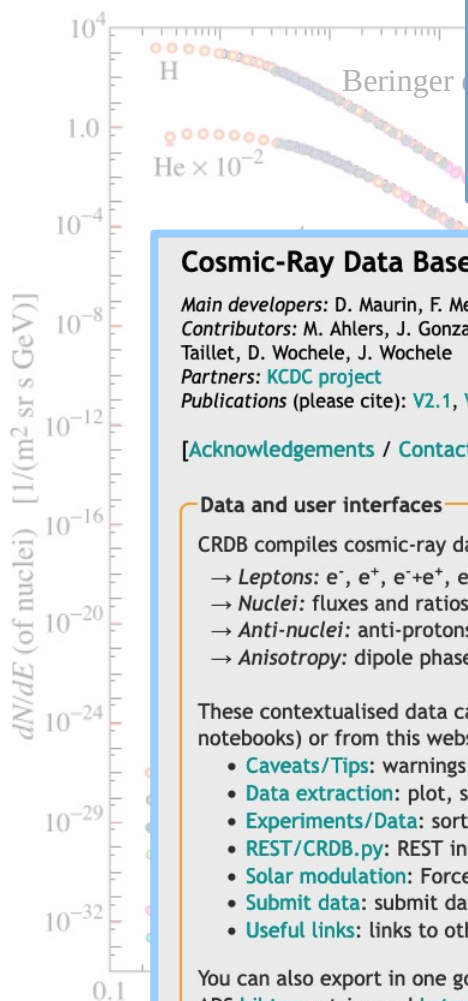 10^4
H
Beringer
1.0
He × 10^-2
10^-4
Cosmic-Ray Data Base
Main developers: D. Maurin, F. Me
Contributors: M. Ahlers, J. Gonza
Taillet, D. Wochele, J. Wochele
Partners: KCDC project
Publications (please cite): V2.1, V
[Acknowledgements / Contact
dN/dE (of nuclei) [1/(m^2 sr s GeV)]
10^-8
10^-12
10^-16
10^-20
10^-24
10^-29
10^-32
0.1
Data and user interfaces
CRDB compiles cosmic-ray da
→ Leptons: e^-, e^+, e^-+e^+, e
→ Nuclei: fluxes and ratios
→ Anti-nuclei: anti-protons
→ Anisotropy: dipole phase
These contextualised data ca
notebooks) or from this webs
• Caveats/Tips: warnings
• Data extraction: plot, s
• Experiments/Data: sort
• REST/CRDB.py: REST in
• Solar modulation: Force
• Submit data: submit da
• Useful links: links to oth
You can also export in one go